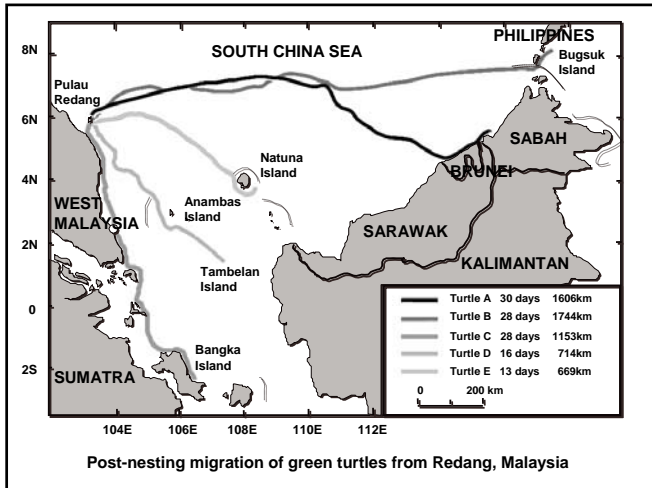 PHILIPPINES
8N
SOUTH CHINA SEA
Bugsuk
Island
Pulau
Redang
6N
SABAH
Natuna
Island
BRUNEI
4N
Anambas
Island
WEST
MALAYSIA
SARAWAK
2N
KALIMANTAN
Tambelan
Island
0
Turtle A 30 days 1606km
Turtle B 28 days 1744km
Turtle C 28 days 1153km
Turtle D 16 days 714km
Turtle E 13 days 669km
Bangka
Island
2S
SUMATRA
0 200 km
104E 106E 108E 110E 112E
Post-nesting migration of green turtles from Redang, Malaysia